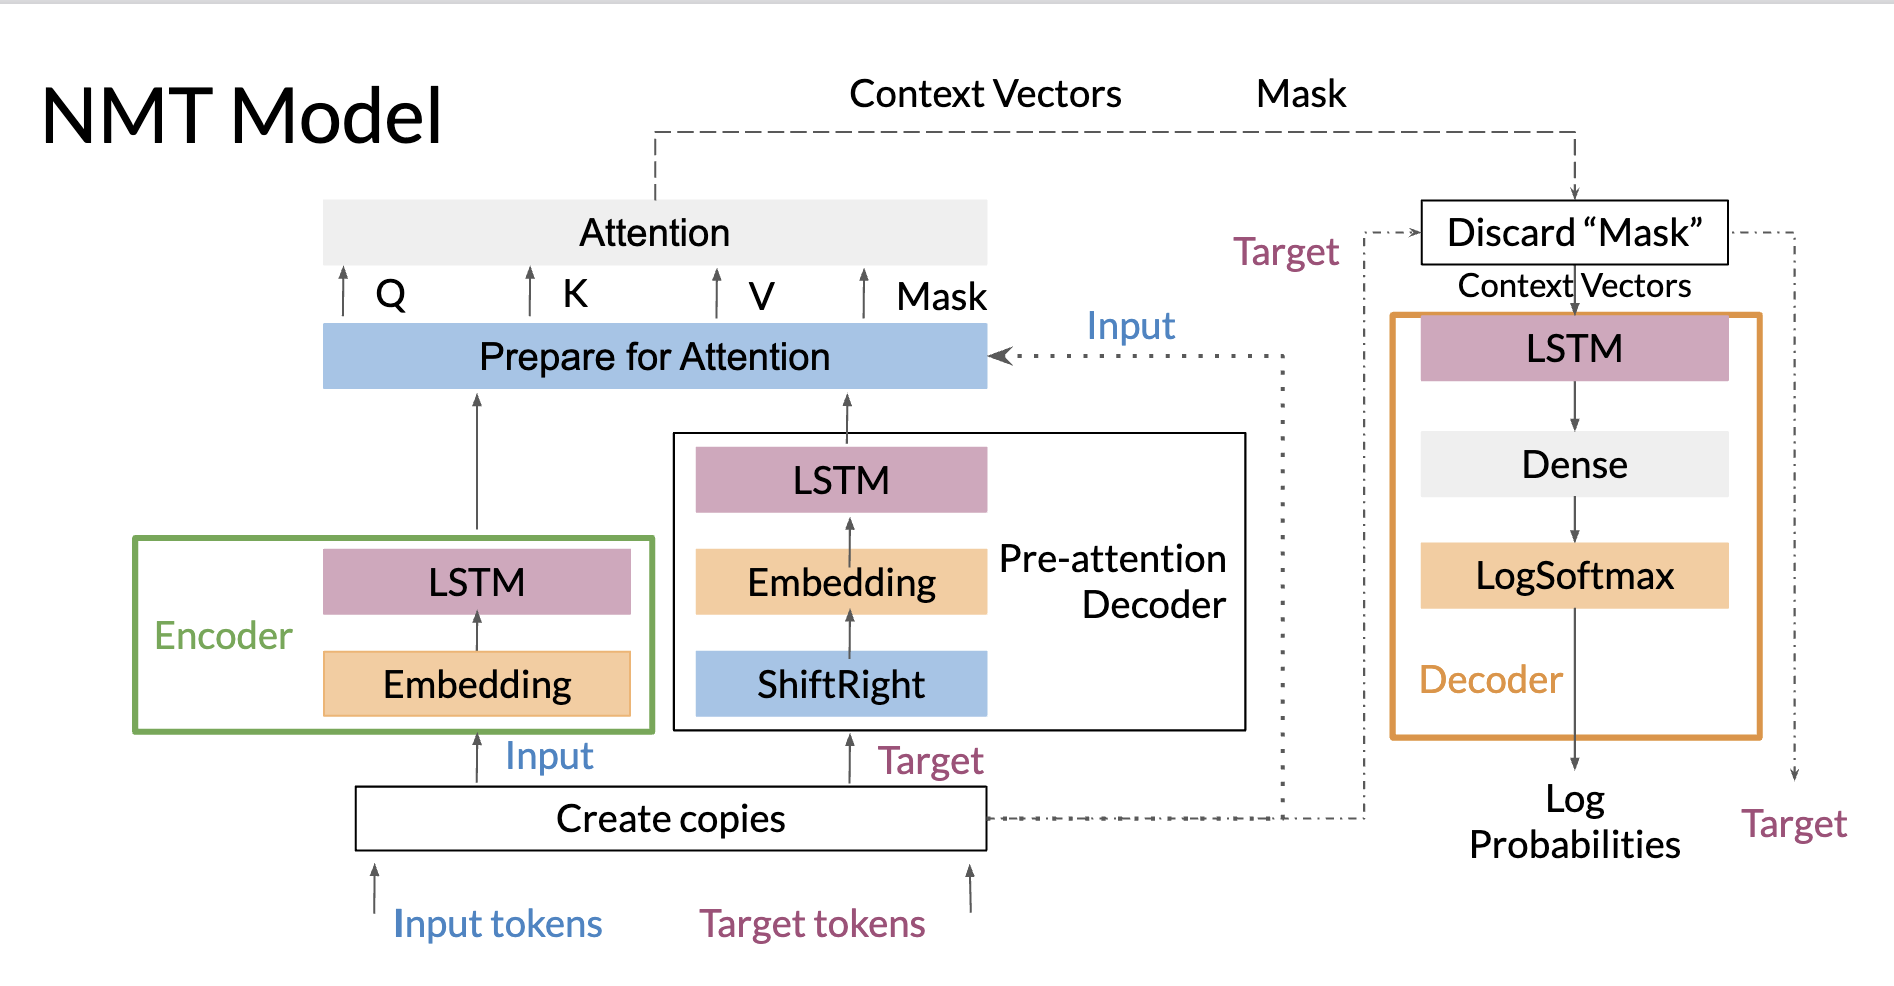 NMT Model
Context Vectors
Mask
Attention
Q
K
V
Mask
Prepare for Attention
Input
LSTM
Embedding
ShiftRight
Pre-attention
Decoder
LSTM
Embedding
Encoder
Input
Target
Create copies
Input tokens
Target tokens
Target
Discard “Mask”
Context Vectors
LSTM
Dense
LogSoftmax
Decoder
Log
Probabilities
Target